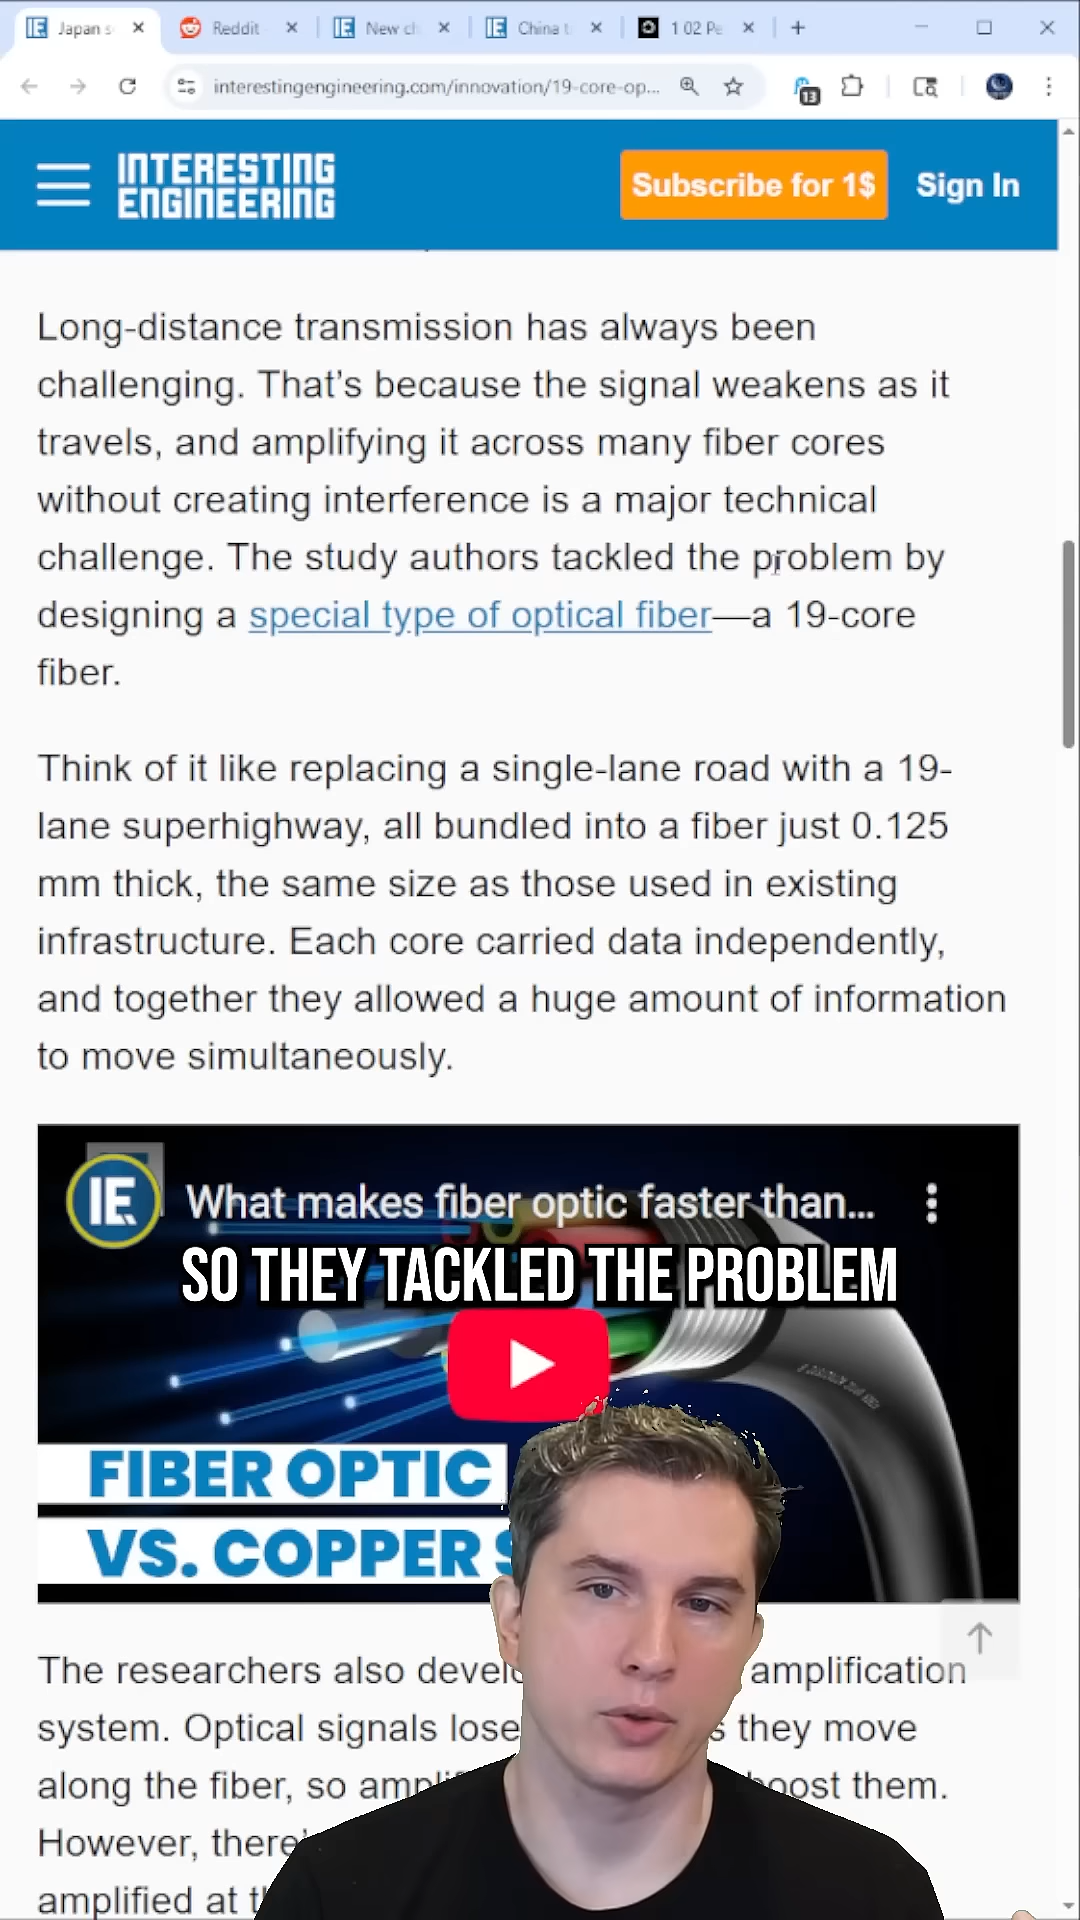 Japan s
Reddit
New ch
China t
1 02 Pe
interestingengineering.com/innovation/19-core-op...
13
INTERESTING
ENGINEERING
Subscribe for 1$
Sign In
Long-distance transmission has always been
challenging. That's because the signal weakens as it
travels, and amplifying it across many fiber cores
without creating interference is a major technical
challenge. The study authors tackled the problem by
designing a special type of optical fiber—a 19-core
fiber.
Think of it like replacing a single-lane road with a 19-
lane superhighway, all bundled into a fiber just 0.125
mm thick, the same size as those used in existing
infrastructure. Each core carried data independently,
and together they allowed a huge amount of information
to move simultaneously.
IE
What makes fiber optic faster than...
SO THEY TACKLED THE PROBLEM
FIBER OPTIC
VS. COPPER S
The researchers also devel amplification
system. Optical signals lose s they move
along the fiber, so ampli boost them.
However, there'
amplified at t